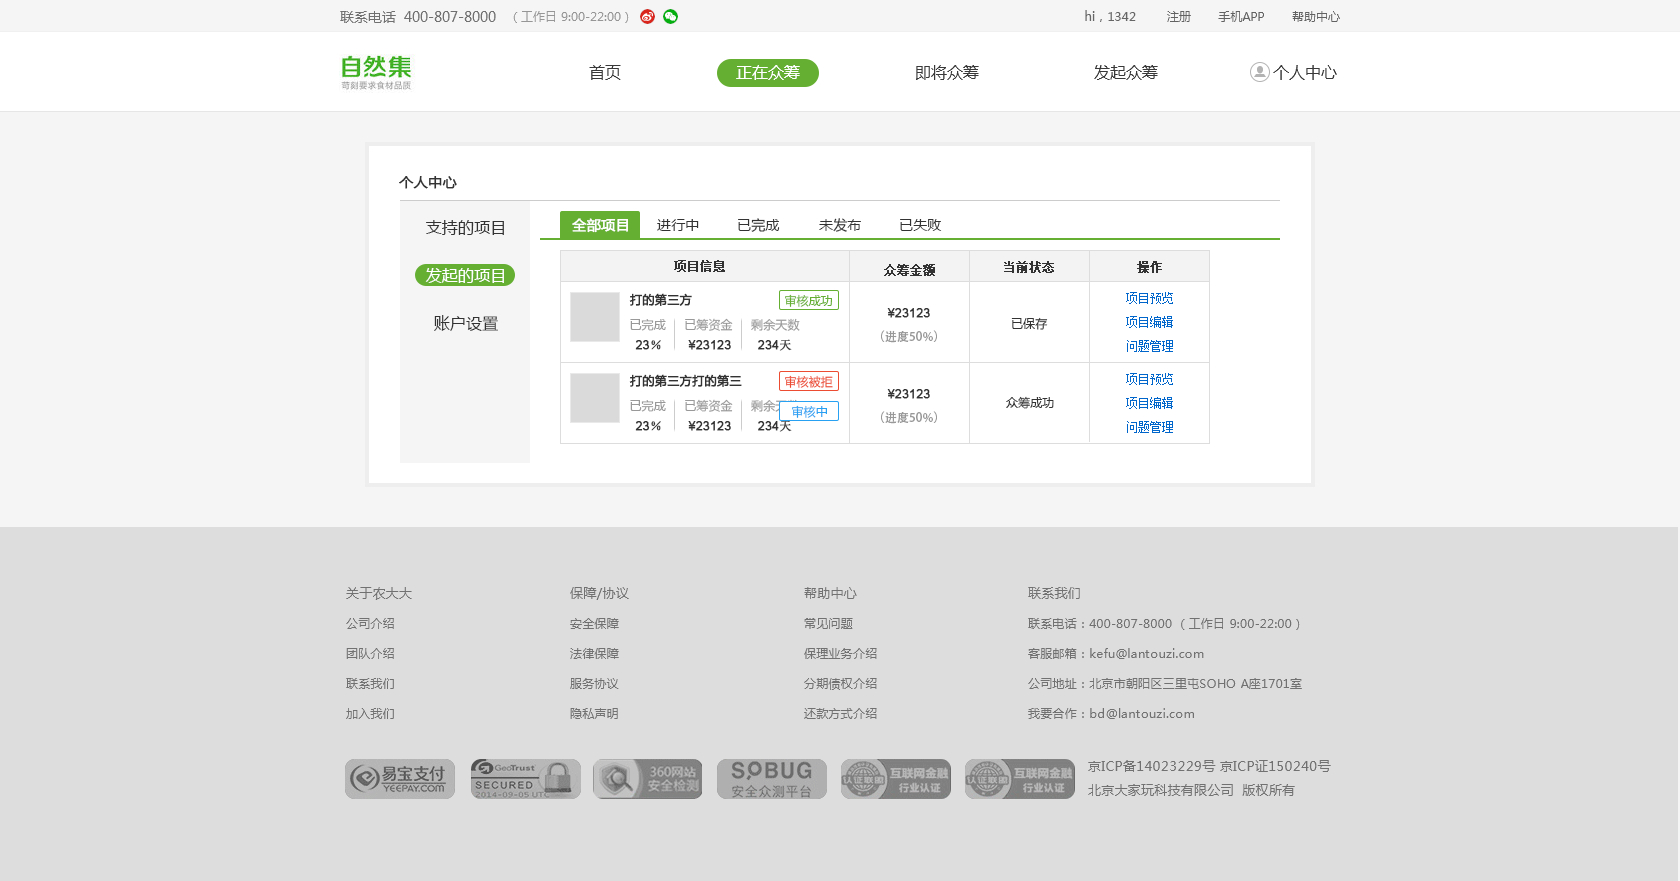 联系电话 400-807-8000 （工作日 9:00-22:00）
hi，1342 注册 手机APP 帮助中心
自然集
苛刻要求食材品质
首页 正在众筹 即将众筹 发起众筹 个人中心
个人中心
支持的项目
发起的项目
账户设置
全部项目 进行中 已完成 未发布 已失败
项目信息 众筹金额 当前状态 操作
打的第三方 审核成功
已完成 已筹资金 剩余天数
23% ¥23123 234天
¥23123
（进度50%）
已保存
项目预览
项目编辑
问题管理
打的第三方打的第三 审核被拒
已完成 已筹资金 剩余天数
审核中
23% ¥23123 234天
¥23123
（进度50%）
众筹成功
项目预览
项目编辑
问题管理
关于农大大
公司介绍
团队介绍
联系我们
加入我们
保障/协议
安全保障
法律保障
服务协议
隐私声明
帮助中心
常见问题
保理业务介绍
分期债权介绍
还款方式介绍
联系我们
联系电话：400-807-8000 （工作日 9:00-22:00）
客服邮箱：kefu@lantouzi.com
公司地址：北京市朝阳区三里屯SOHO A座1701室
我要合作：bd@lantouzi.com
易宝支付
YEEPAY.COM
GeoTrust
SECURED
2014-09-05 UTC
360网站
安全检测
SOBUG
安全众测平台
认证联盟
互联网金融
行业认证
认证联盟
互联网金融
行业认证
京ICP备14023229号 京ICP证150240号
北京大家玩科技有限公司 版权所有